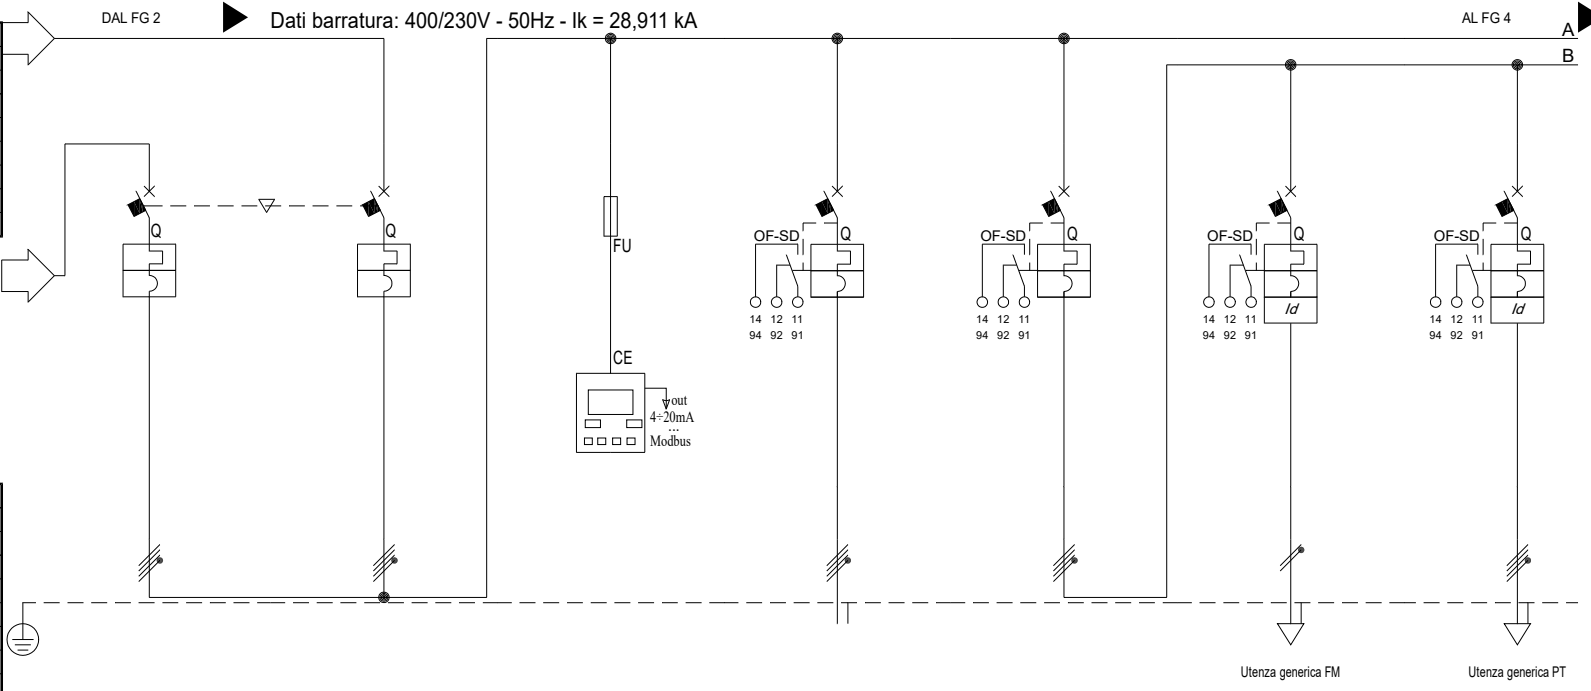 DAL FG 2
Dati barratura: 400/230V - 50Hz - Ik = 28,911 kA
AL FG 4
A
B
Q
Q
FU
OF-SD
Q
14 12 11
94 92 91
OF-SD
Q
14 12 11
94 92 91
OF-SD
Q
Id
14 12 11
94 92 91
OF-SD
Q
Id
14 12 11
94 92 91
CE
out
4÷20mA
...
Modbus
Utenza generica FM
Utenza generica PT